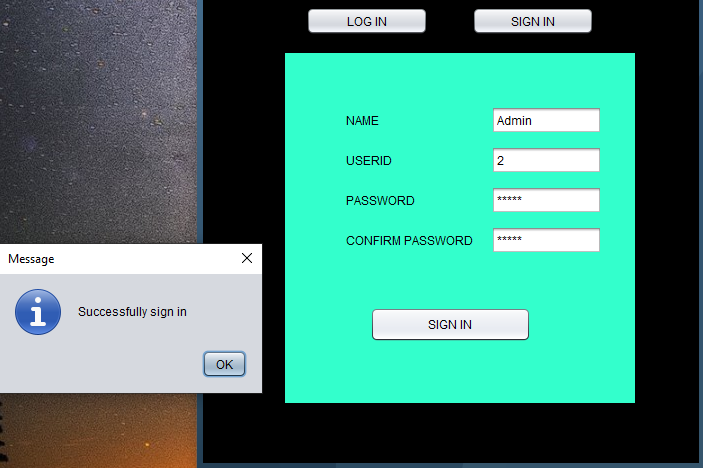 LOG IN
SIGN IN
NAME
Admin
USERID
2
PASSWORD
*****
CONFIRM PASSWORD
*****
SIGN IN
Message
Successfully sign in
OK